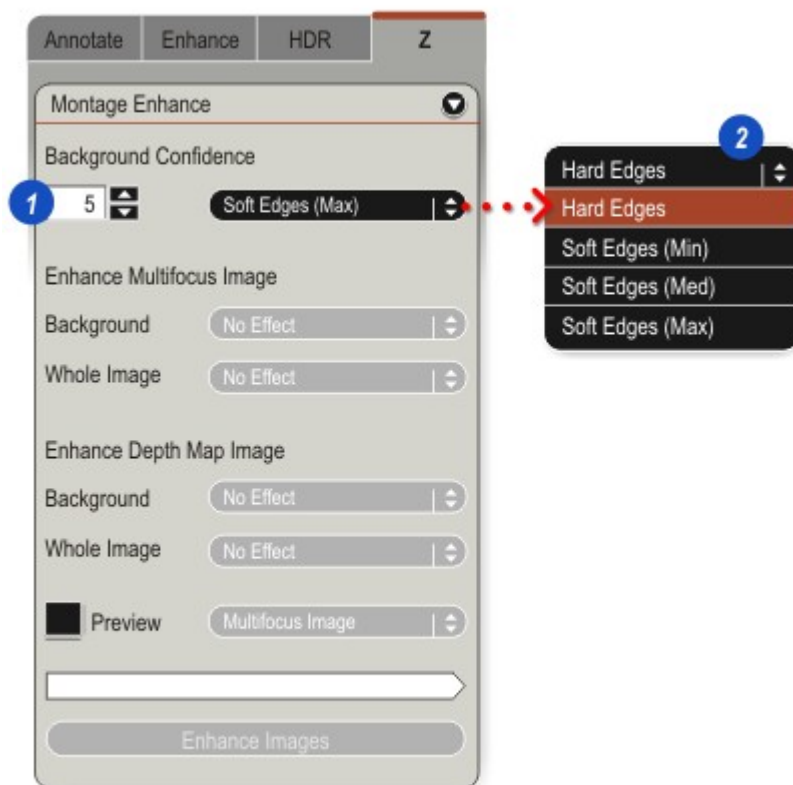 Annotate Enhance HDR Z
Montage Enhance
Background Confidence
1 5 Soft Edges (Max)
Enhance Multifocus Image
Background No Effect
Whole Image No Effect
Enhance Depth Map Image
Background No Effect
Whole Image No Effect
Preview Multifocus Image
Enhance Images
2
Hard Edges
Hard Edges
Soft Edges (Min)
Soft Edges (Med)
Soft Edges (Max)